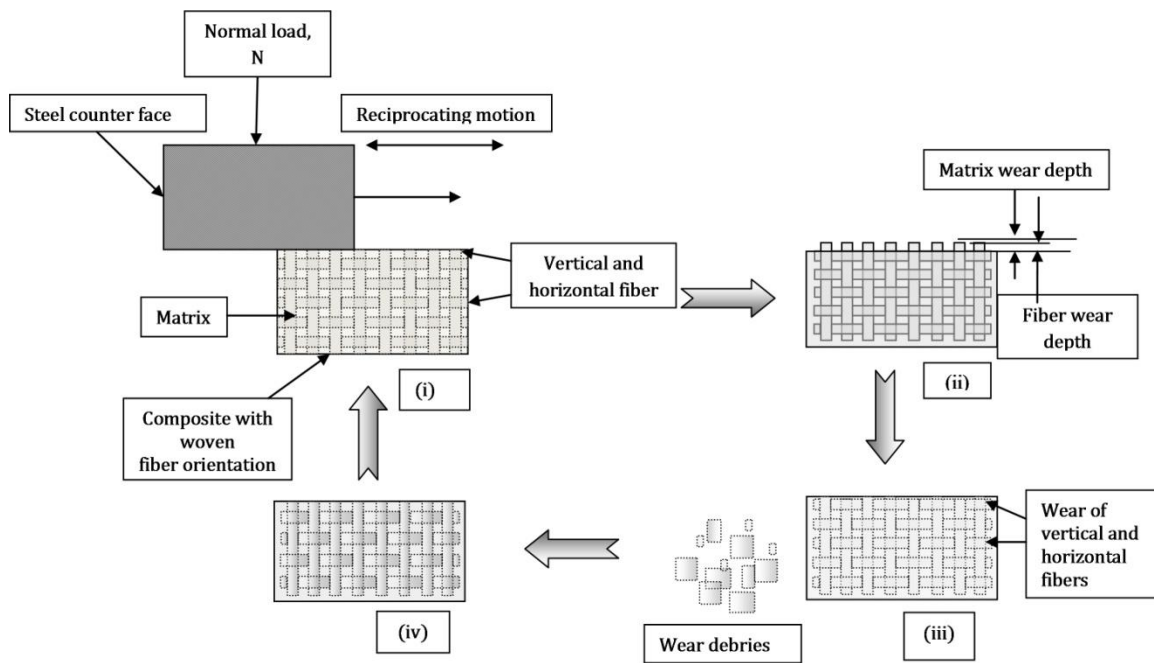 Normal load,
N
Steel counter face
Reciprocating motion
Matrix wear depth
Vertical and
horizontal fiber
Matrix
Fiber wear
depth
(i)
(ii)
Composite with
woven
fiber orientation
Wear of
vertical and
horizontal
fibers
(iv)
Wear debries
(iii)